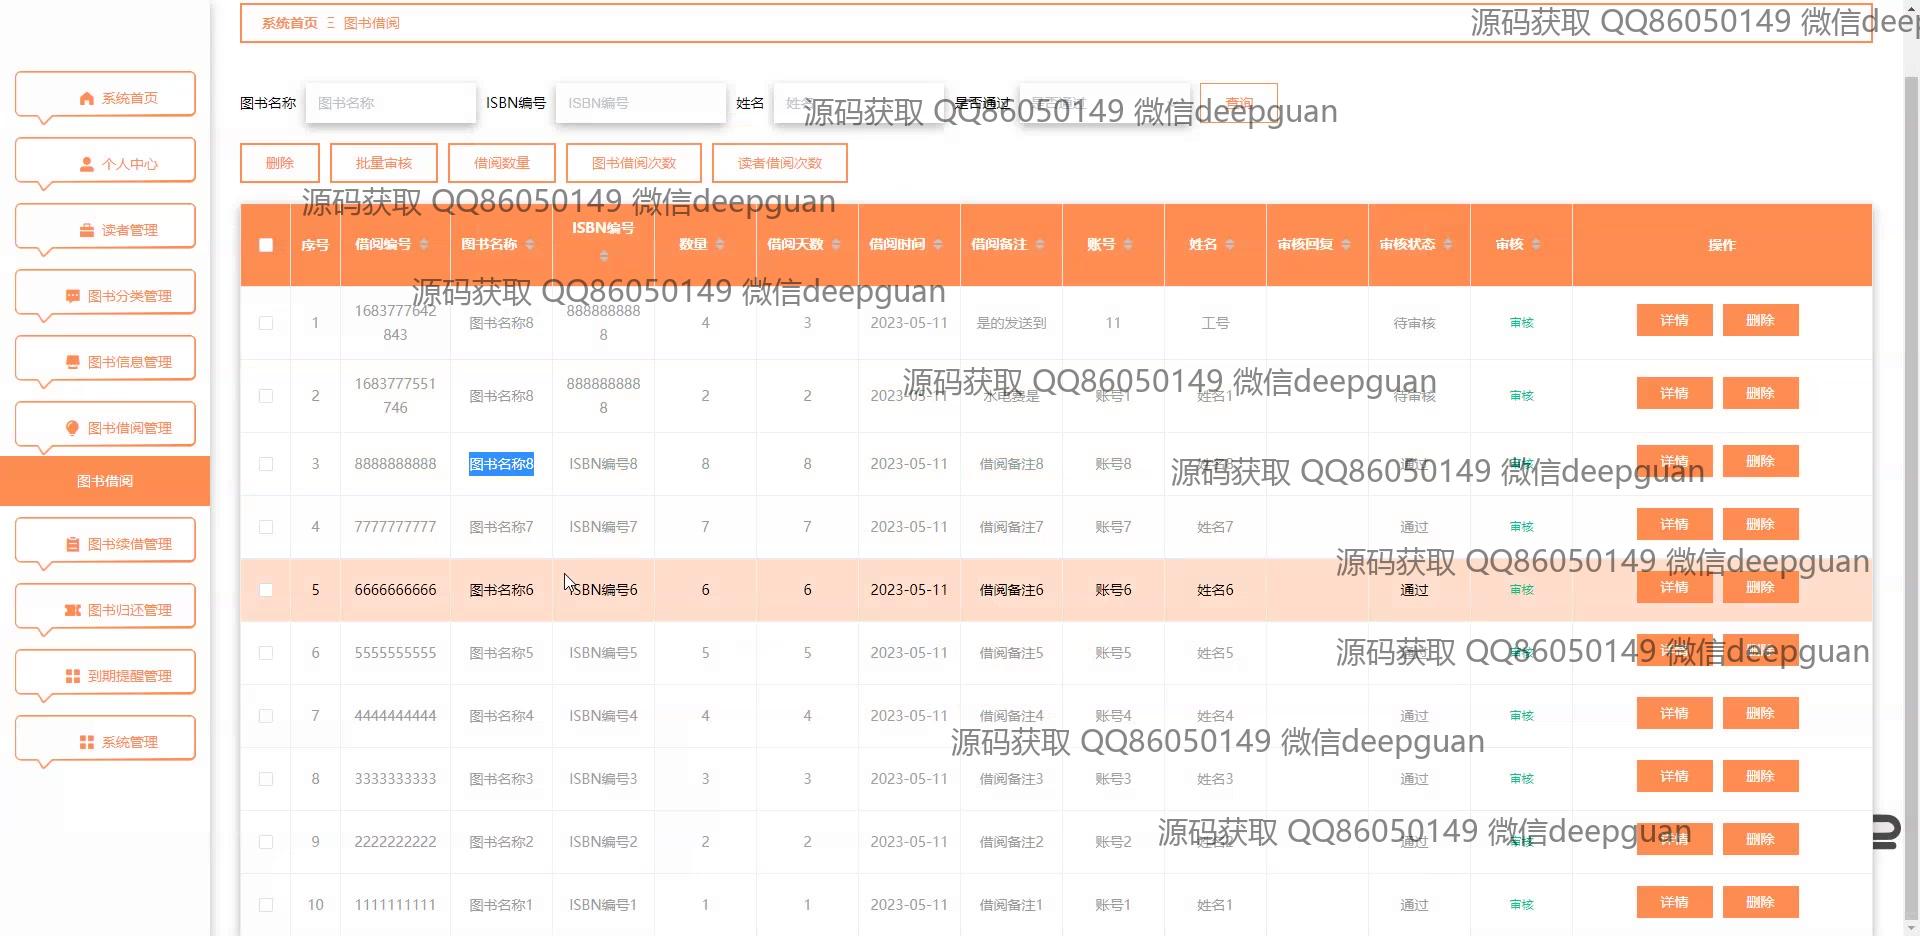 系统首页 Ξ 图书借阅
源码获取 QQ86050149 微信deep
系统首页
个人中心
读者管理
图书分类管理
图书信息管理
图书借阅管理
图书借阅
图书续借管理
图书归还管理
到期提醒管理
系统管理
图书名称 图书名称 ISBN编号 ISBN编号 姓名 姓名 是否通过 是否通过 查询
源码获取 QQ86050149 微信deepguan
删除 批量审核 借阅数量 图书借阅次数 读者借阅次数
源码获取 QQ86050149 微信deepguan
序号 借阅编号 图书名称 ISBN编号 数量 借阅天数 借阅时间 借阅备注 账号 姓名 审核回复 审核状态 审核 操作
源码获取 QQ86050149 微信deepguan
1 1683777642843 图书名称8 8888888888 4 3 2023-05-11 是的发送到 11 工号 待审核 审核 详情 删除
源码获取 QQ86050149 微信deepguan
2 1683777551746 图书名称8 8888888888 2 2 2023-05-11 账号1 姓名1 待审核 审核 详情 删除
3 8888888888 图书名称8 ISBN编号8 8 8 2023-05-11 借阅备注8 账号8 姓名8 通过 审核 详情 删除
源码获取 QQ86050149 微信deepguan
4 7777777777 图书名称7 ISBN编号7 7 7 2023-05-11 借阅备注7 账号7 姓名7 通过 审核 详情 删除
源码获取 QQ86050149 微信deepguan
5 6666666666 图书名称6 ISBN编号6 6 6 2023-05-11 借阅备注6 账号6 姓名6 通过 审核 详情 删除
6 5555555555 图书名称5 ISBN编号5 5 5 2023-05-11 借阅备注5 账号5 姓名5 通过 审核 详情 删除
源码获取 QQ86050149 微信deepguan
7 4444444444 图书名称4 ISBN编号4 4 4 2023-05-11 借阅备注4 账号4 姓名4 通过 审核 详情 删除
源码获取 QQ86050149 微信deepguan
8 3333333333 图书名称3 ISBN编号3 3 3 2023-05-11 借阅备注3 账号3 姓名3 通过 审核 详情 删除
源码获取 QQ86050149 微信deepguan
9 2222222222 图书名称2 ISBN编号2 2 2 2023-05-11 借阅备注2 账号2 姓名2 通过 审核 详情 删除
10 1111111111 图书名称1 ISBN编号1 1 1 2023-05-11 借阅备注1 账号1 姓名1 通过 审核 详情 删除